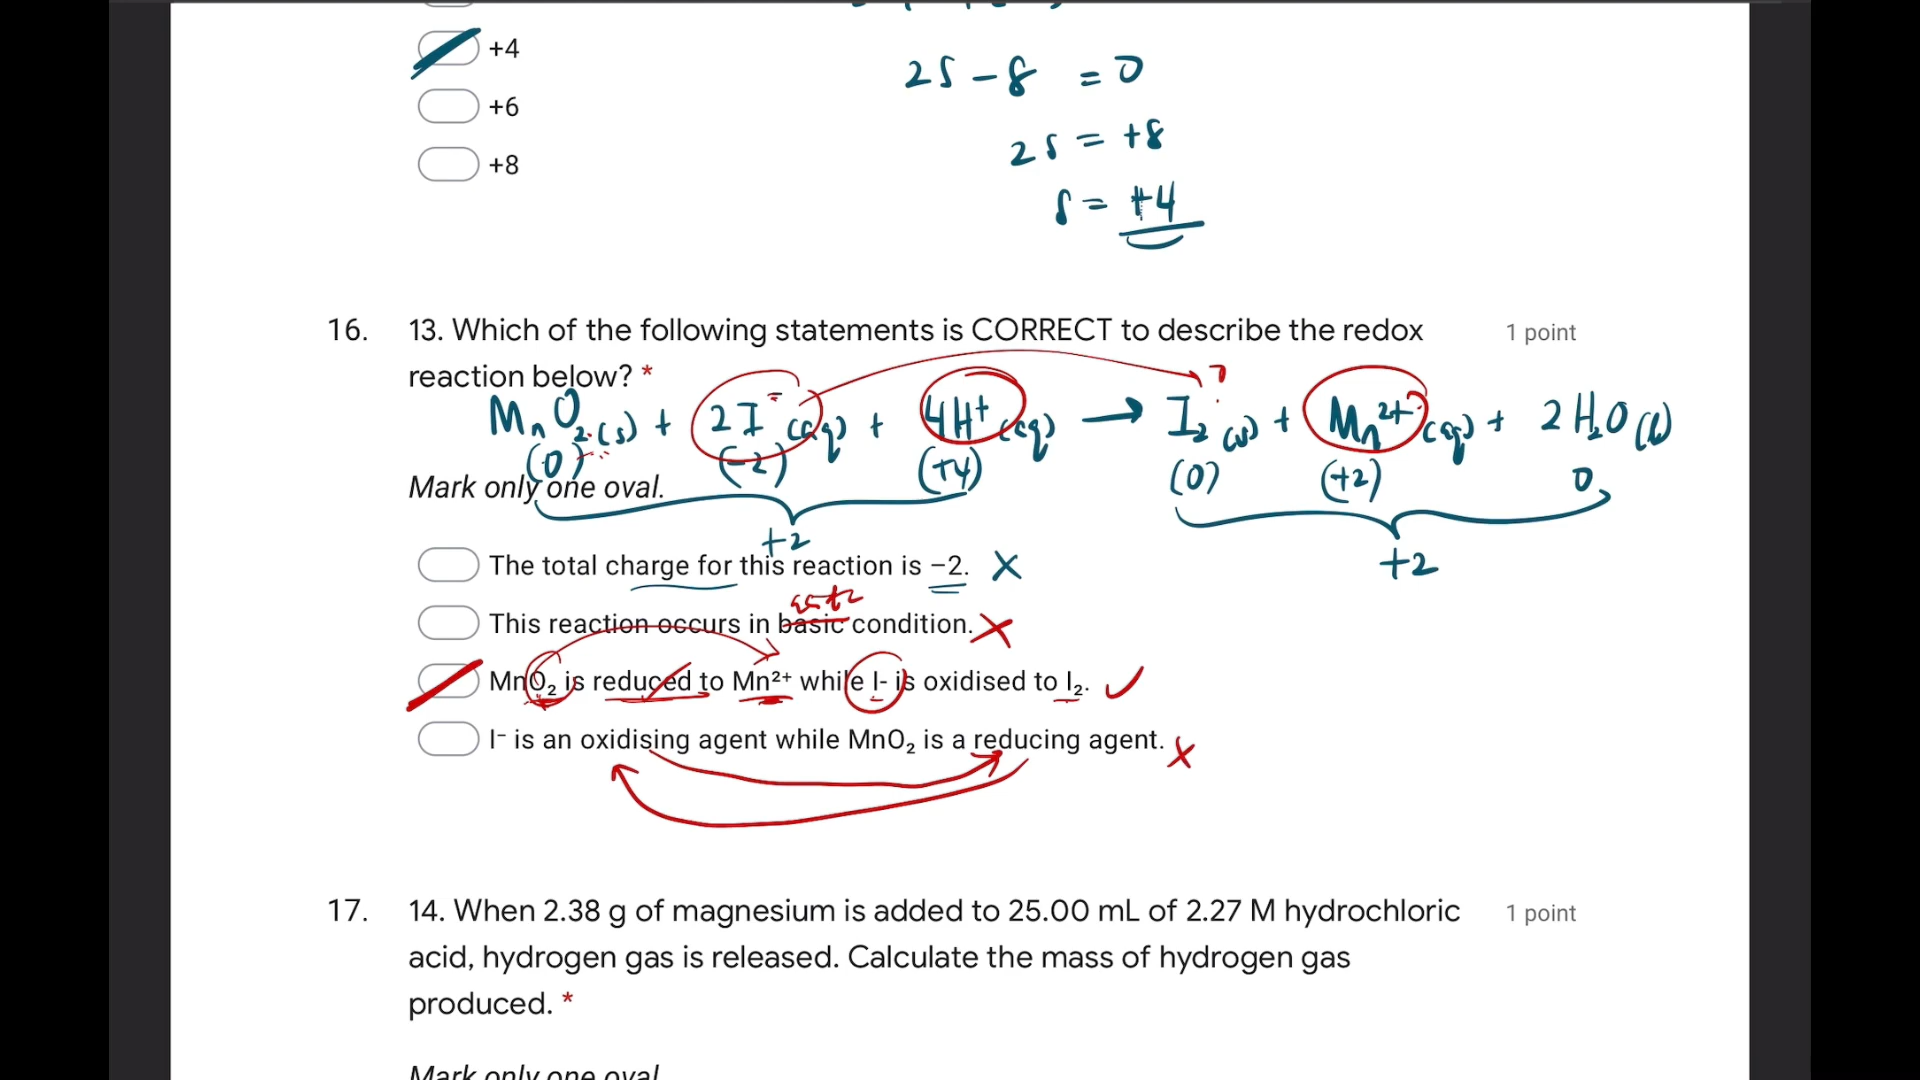 +4
2S - 8 = 0
+6
2S = +8
+8
S = +4
16. 13. Which of the following statements is CORRECT to describe the redox 1 point
reaction below? *
MnO2 (s) + 2I- (aq) + 4H+ (aq) → I2 (s) + Mn2+ (aq) + 2H2O (l)
(0) (-2) (+4) (0) (+2) 0
Mark only one oval.
+2 +2
The total charge for this reaction is −2. X
This reaction occurs in basic condition. X
MnO₂ is reduced to Mn²⁺ while I- is oxidised to I₂. ✓
I⁻ is an oxidising agent while MnO₂ is a reducing agent. X
17. 14. When 2.38 g of magnesium is added to 25.00 mL of 2.27 M hydrochloric 1 point
acid, hydrogen gas is released. Calculate the mass of hydrogen gas
produced. *
Mark only one oval.